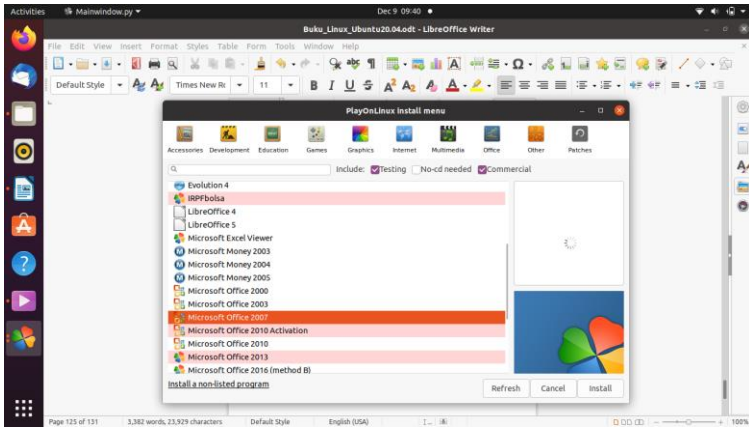 Activities Mainwindow.py Dec 9 09:40
Buku_Linux_Ubuntu20.04.odt - LibreOffice Writer
File Edit View Insert Format Styles Table Form Tools Window Help
Default Style Times New Ro 11
PlayOnLinux install menu
Accessories Development Education Games Graphics Internet Multimedia Office Other Patches
Include: Testing No-cd needed Commercial
Evolution 4
IRPFbolsa
LibreOffice 4
LibreOffice 5
Microsoft Excel Viewer
Microsoft Money 2003
Microsoft Money 2004
Microsoft Money 2005
Microsoft Office 2000
Microsoft Office 2003
Microsoft Office 2007
Microsoft Office 2010 Activation
Microsoft Office 2010
Microsoft Office 2013
Microsoft Office 2016 (method B)
Install a non-listed program
Refresh Cancel Install
Page 125 of 131 3,382 words, 23,929 characters Default Style English (USA) 100%